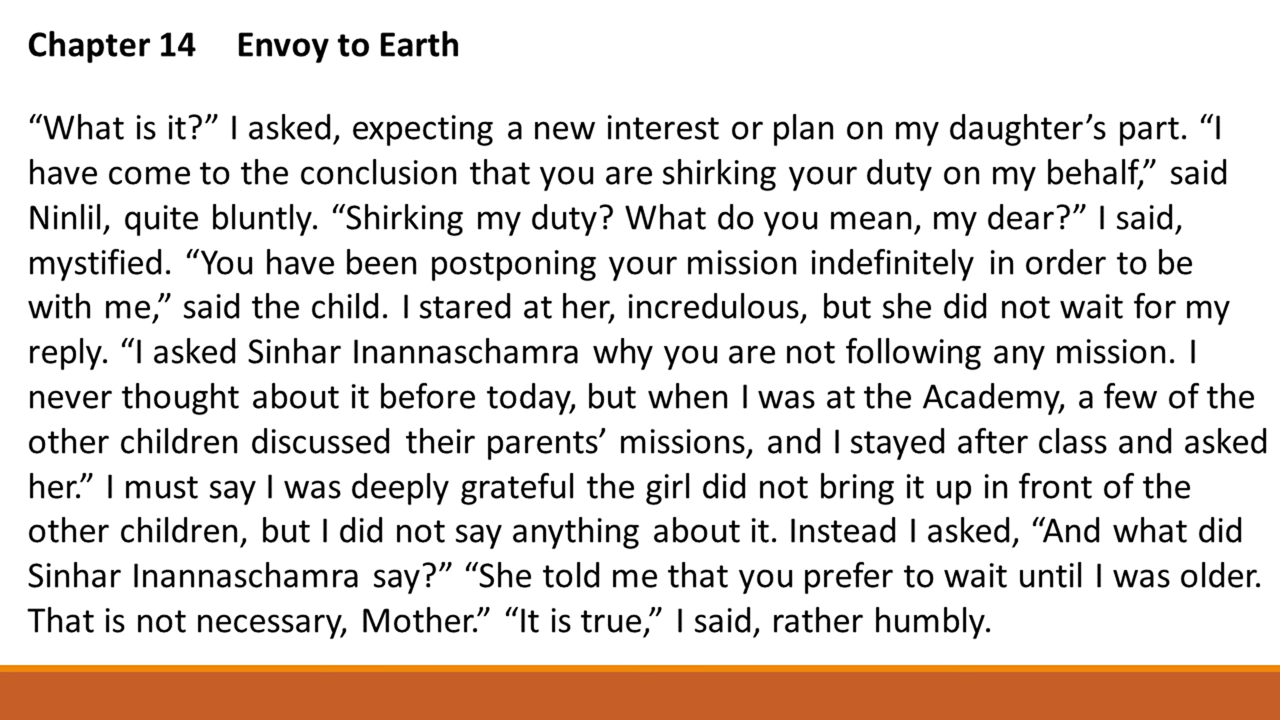 Chapter 14 Envoy to Earth
“What is it?” I asked, expecting a new interest or plan on my daughter’s part. “I
have come to the conclusion that you are shirking your duty on my behalf,” said
Ninlil, quite bluntly. “Shirking my duty? What do you mean, my dear?” I said,
mystified. “You have been postponing your mission indefinitely in order to be
with me,” said the child. I stared at her, incredulous, but she did not wait for my
reply. “I asked Sinhar Inannaschamra why you are not following any mission. I
never thought about it before today, but when I was at the Academy, a few of the
other children discussed their parents’ missions, and I stayed after class and asked
her.” I must say I was deeply grateful the girl did not bring it up in front of the
other children, but I did not say anything about it. Instead I asked, “And what did
Sinhar Inannaschamra say?” “She told me that you prefer to wait until I was older.
That is not necessary, Mother.” “It is true,” I said, rather humbly.